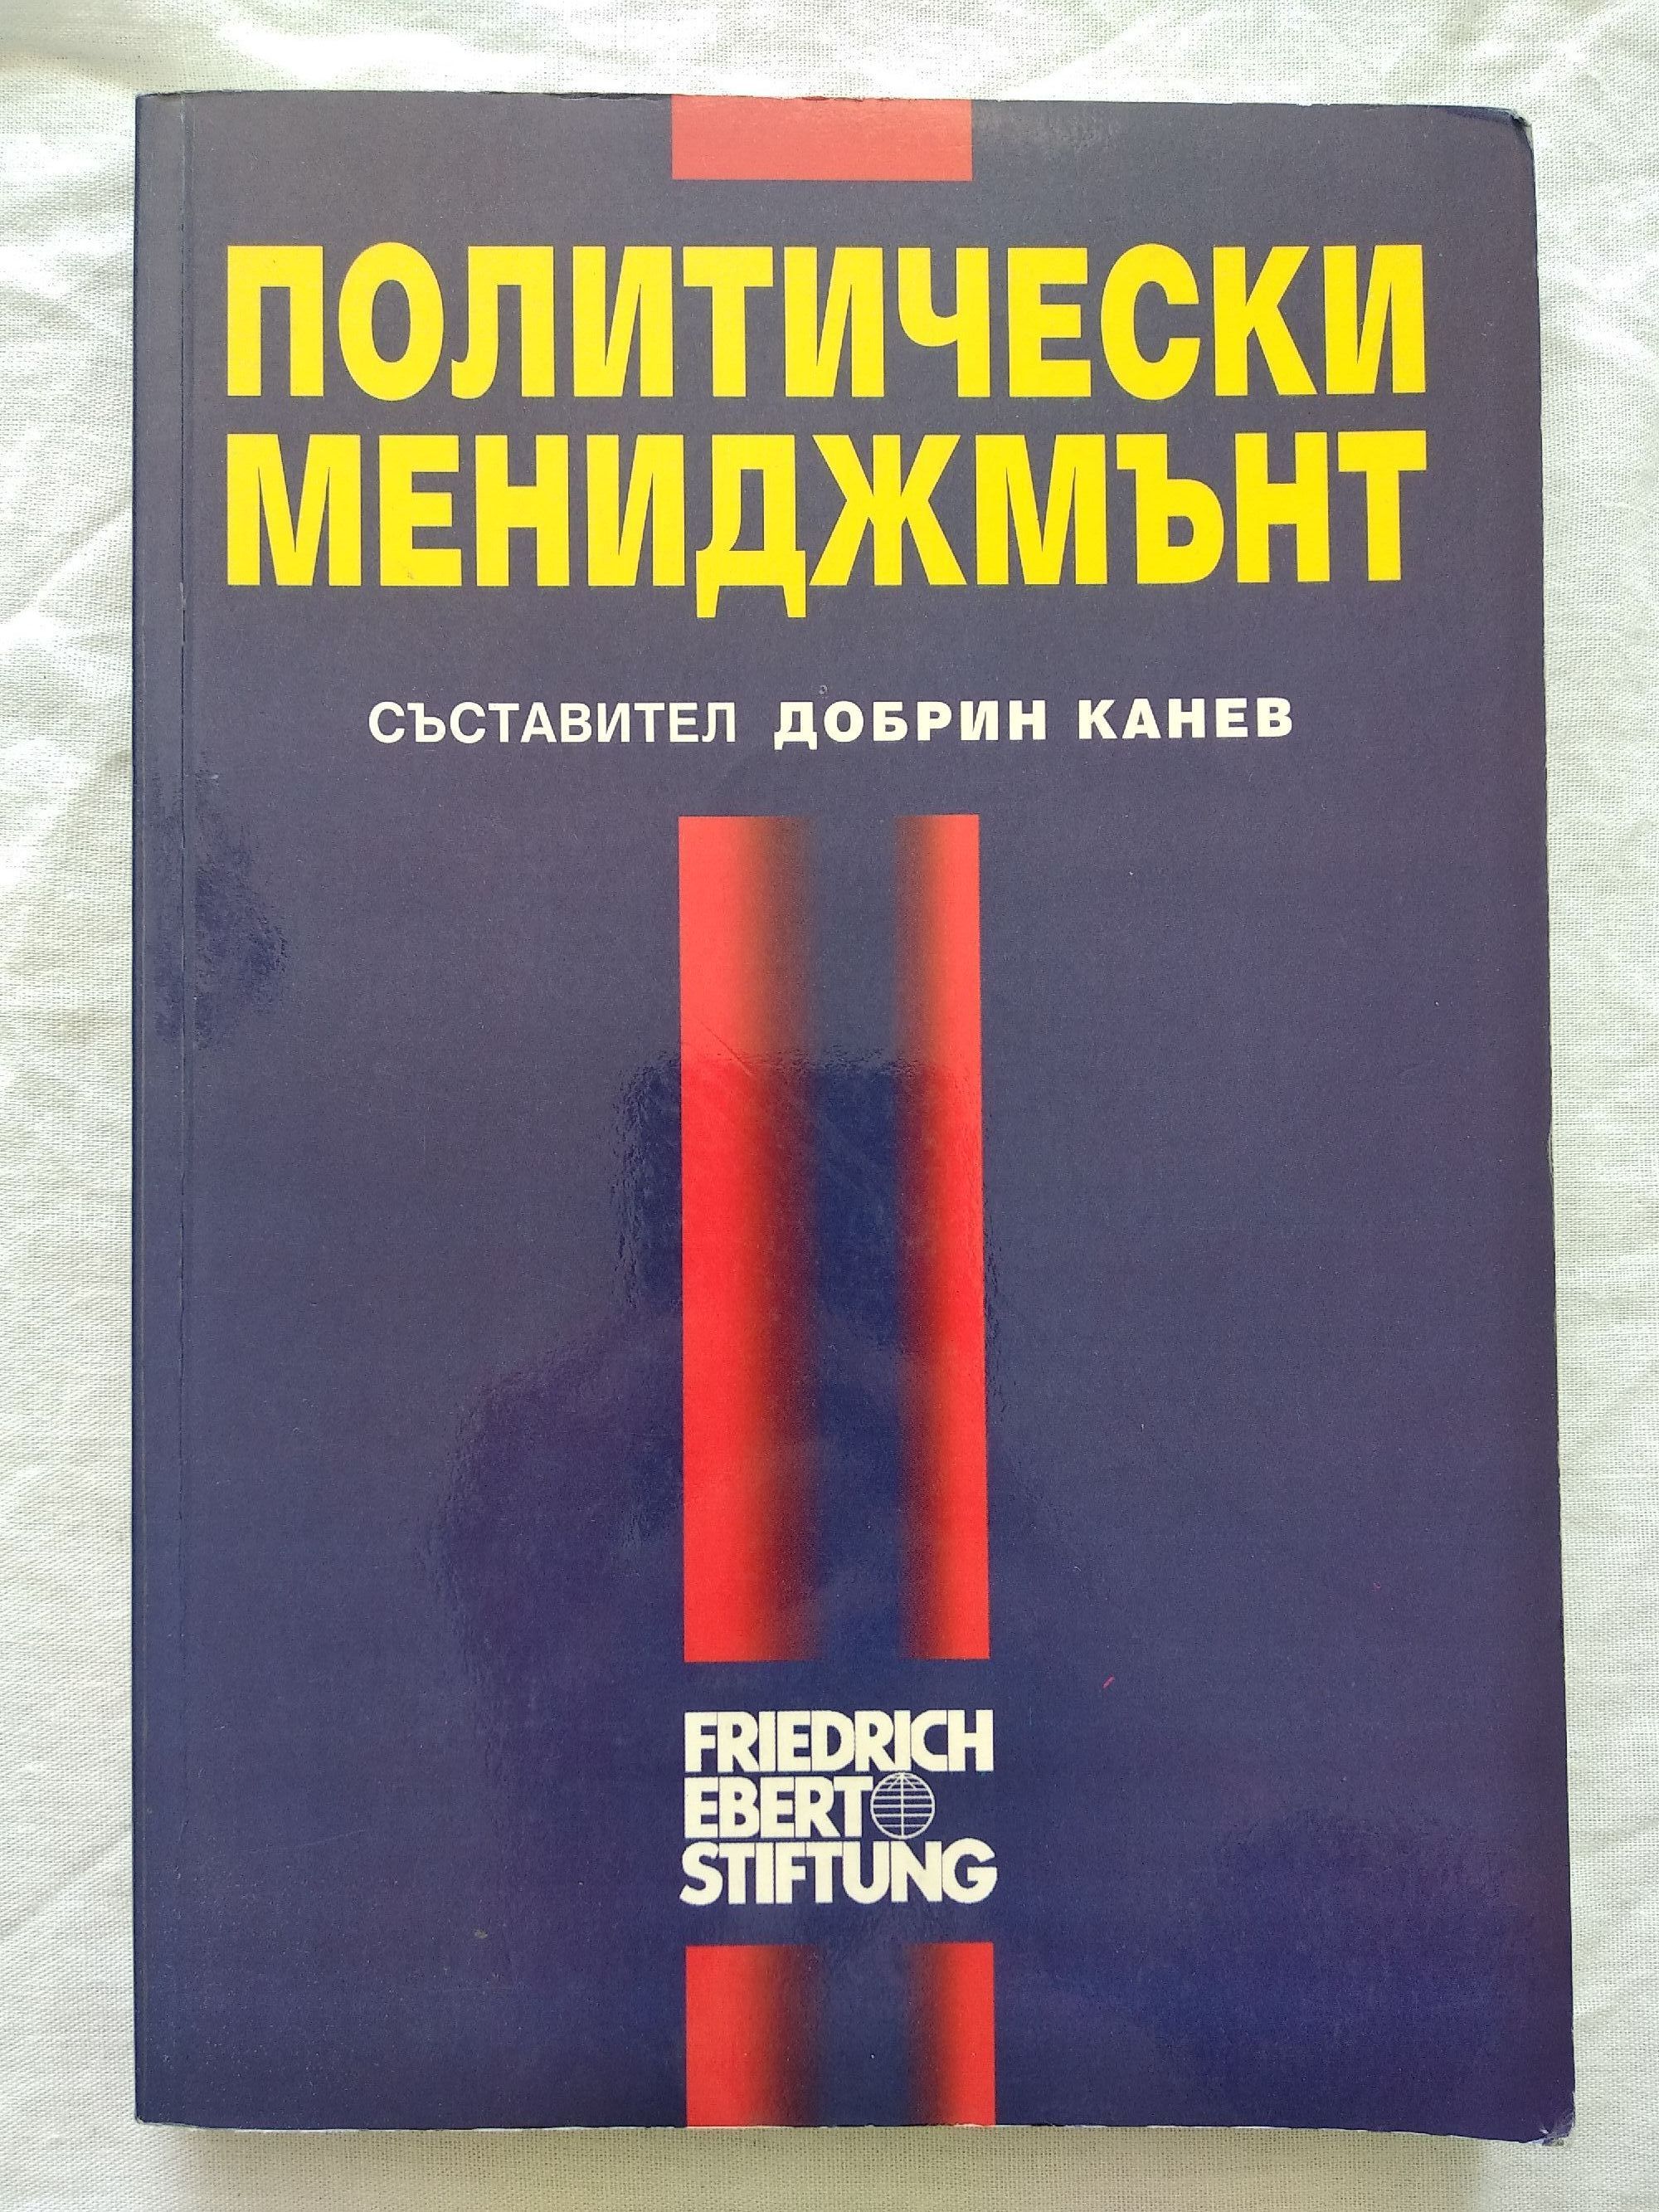 ПОЛИТИЧЕСКИ
МЕНИДЖМЪНТ
СЪСТАВИТЕЛ ДОБРИН КАНЕВ
FRIEDRICH
EBERT
STIFTUNG